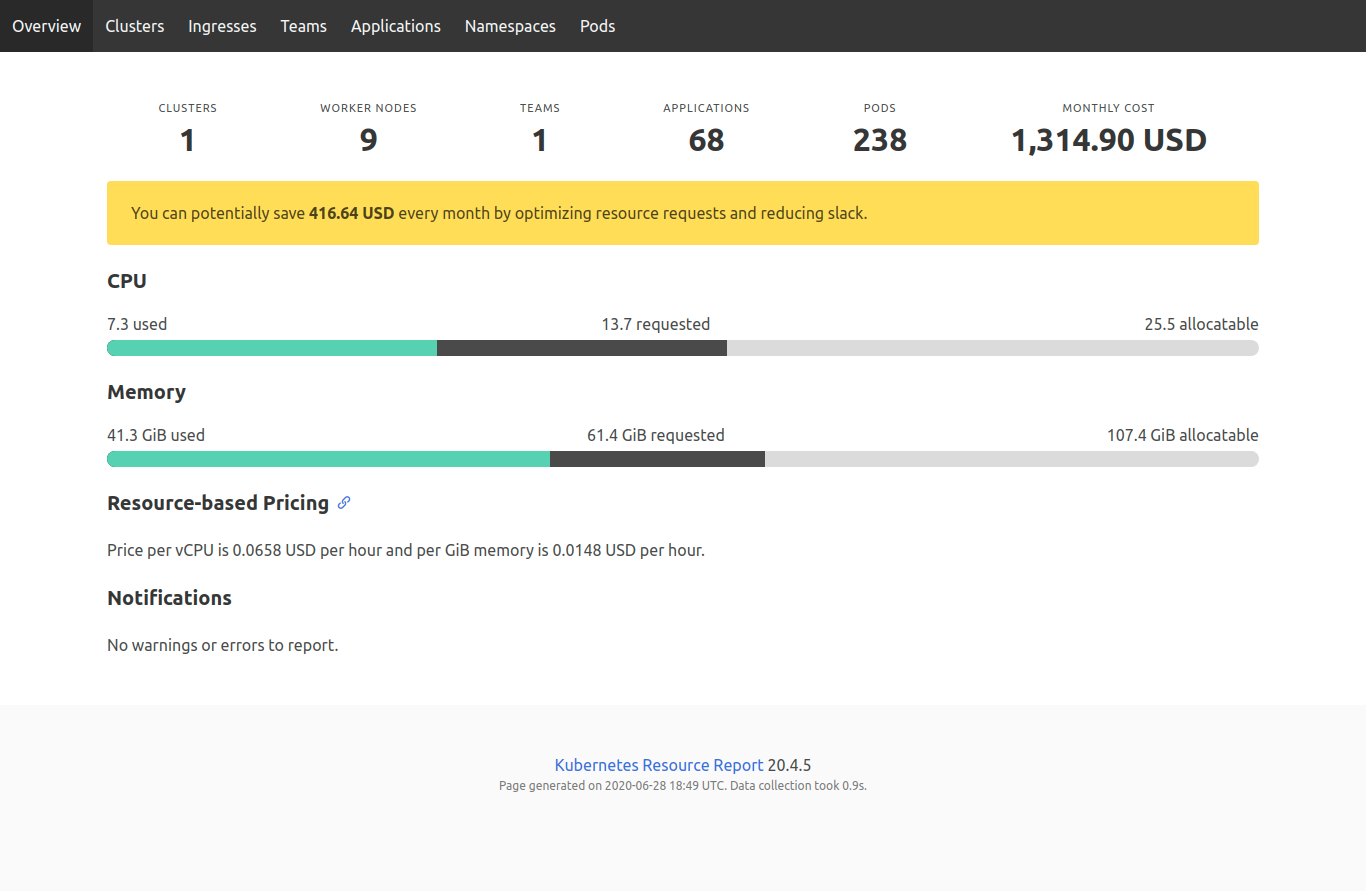 Overview Clusters Ingresses Teams Applications Namespaces Pods
CLUSTERS WORKER NODES TEAMS APPLICATIONS PODS MONTHLY COST
1 9 1 68 238 1,314.90 USD
You can potentially save 416.64 USD every month by optimizing resource requests and reducing slack.
CPU
7.3 used 13.7 requested 25.5 allocatable
Memory
41.3 GiB used 61.4 GiB requested 107.4 GiB allocatable
Resource-based Pricing
Price per vCPU is 0.0658 USD per hour and per GiB memory is 0.0148 USD per hour.
Notifications
No warnings or errors to report.
Kubernetes Resource Report 20.4.5
Page generated on 2020-06-28 18:49 UTC. Data collection took 0.9s.